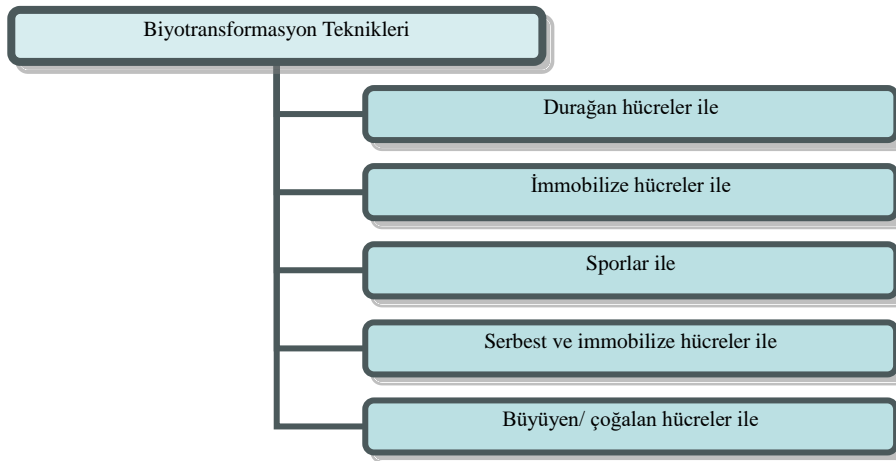 Biyotransformasyon Teknikleri
Durağan hücreler ile
İmmobilize hücreler ile
Sporlar ile
Serbest ve immobilize hücreler ile
Büyüyen/ çoğalan hücreler ile